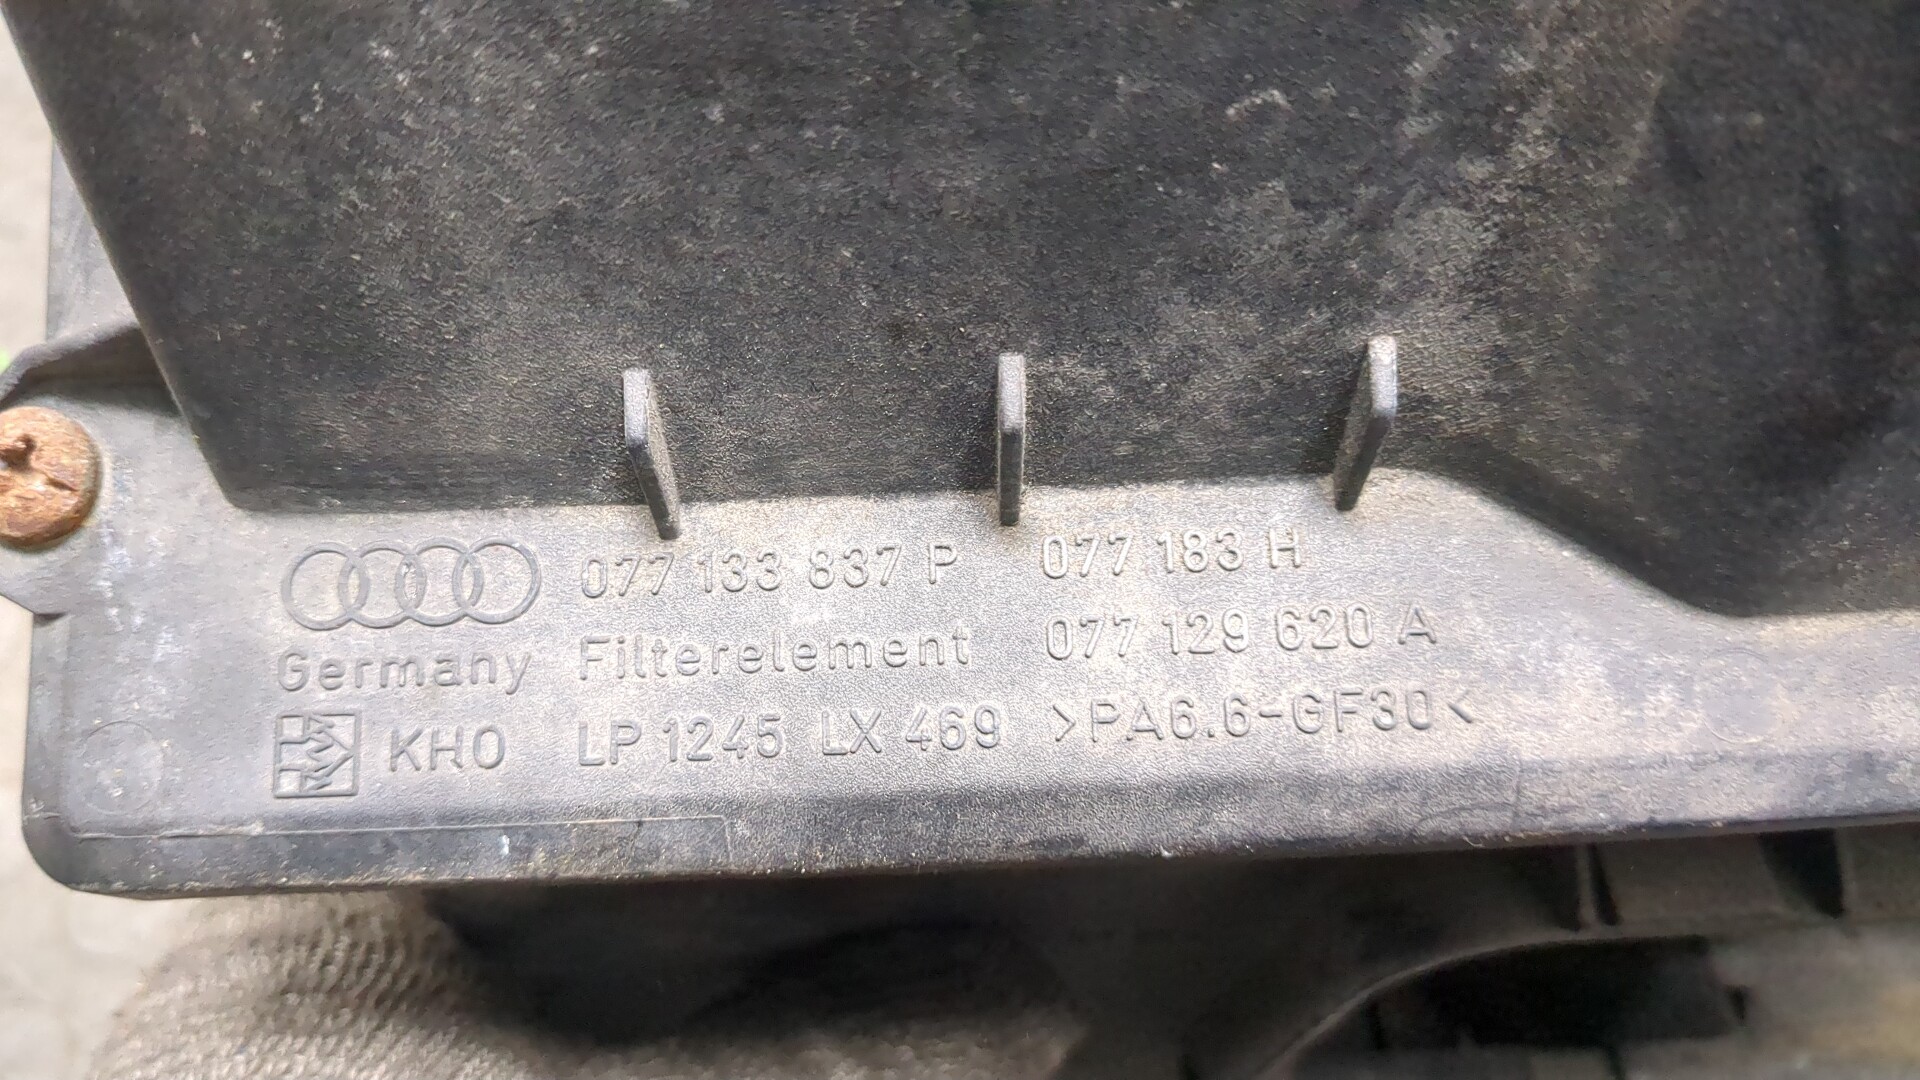 077 133 837 P 077 183 H
Germany Filterelement 077 129 620 A
KHO LP 1245 LX 469 >PA6.6-GF30<